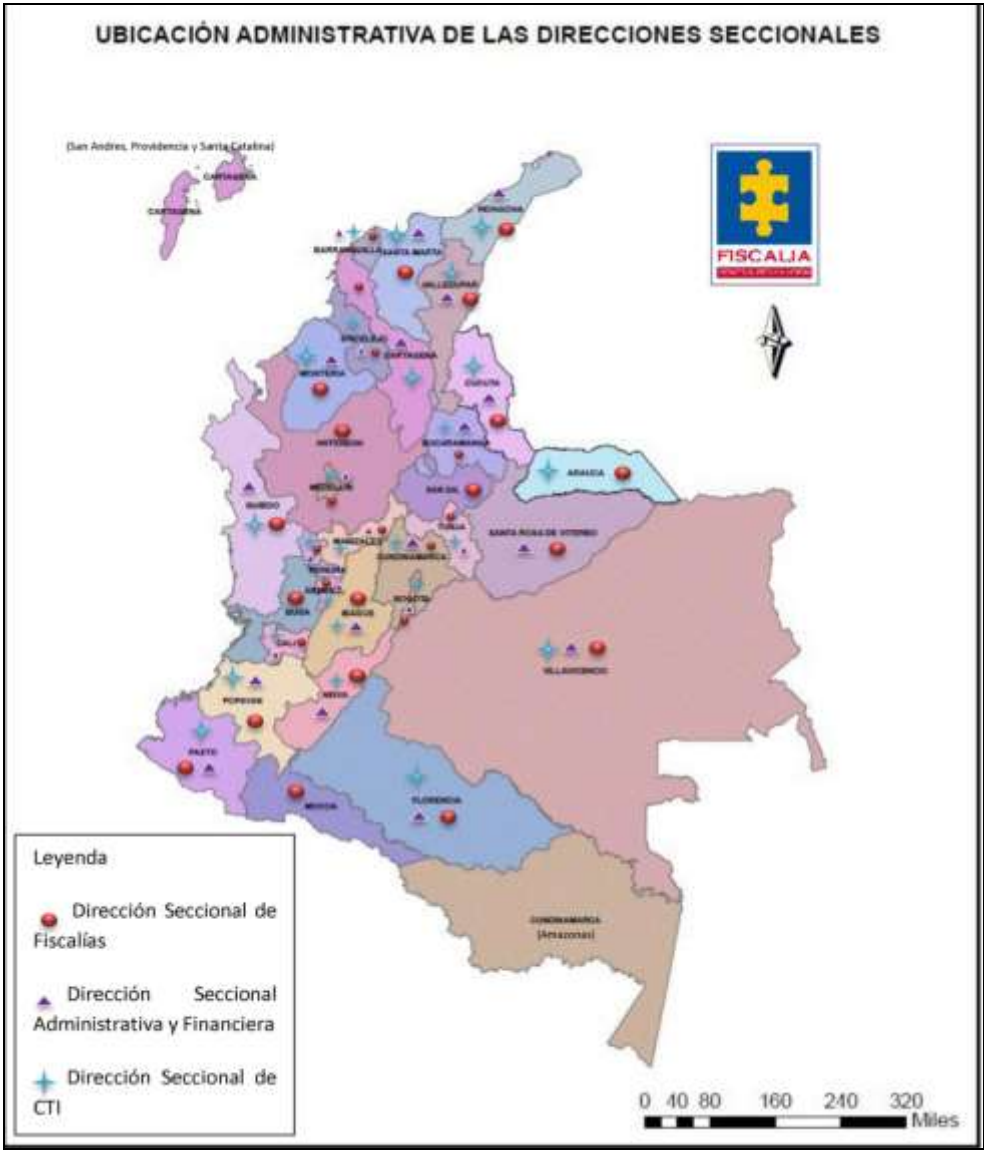 UBICACIÓN ADMINISTRATIVA DE LAS DIRECCIONES SECCIONALES
(San Andres, Providencia y Santa Catalina)
CARTAGENA
CARTAGENA
FISCALIA
RIOHACHA
BARRANQUILLA
SANTA MARTA
VALLEDUPAR
SINCELEJO
CARTAGENA
MONTERIA
CUCUTA
ANTIOQUIA
BUCARAMANGA
MEDELLIN
SAN GIL
ARAUCA
QUIBDO
TUNJA
SANTA ROSA DE VITERBO
MANIZALES
CUNDINAMARCA
PEREIRA
ARMENIA
BUGA
IBAGUE
BOGOTA
CALI
VILLAVICENCIO
NEIVA
POPAYAN
PASTO
FLORENCIA
MOCOA
CUNDINAMARCA
(Amazonas)
Leyenda
Dirección Seccional de
Fiscalías
Dirección Seccional
Administrativa y Financiera
Dirección Seccional de
CTI
0 40 80 160 240 320
Miles